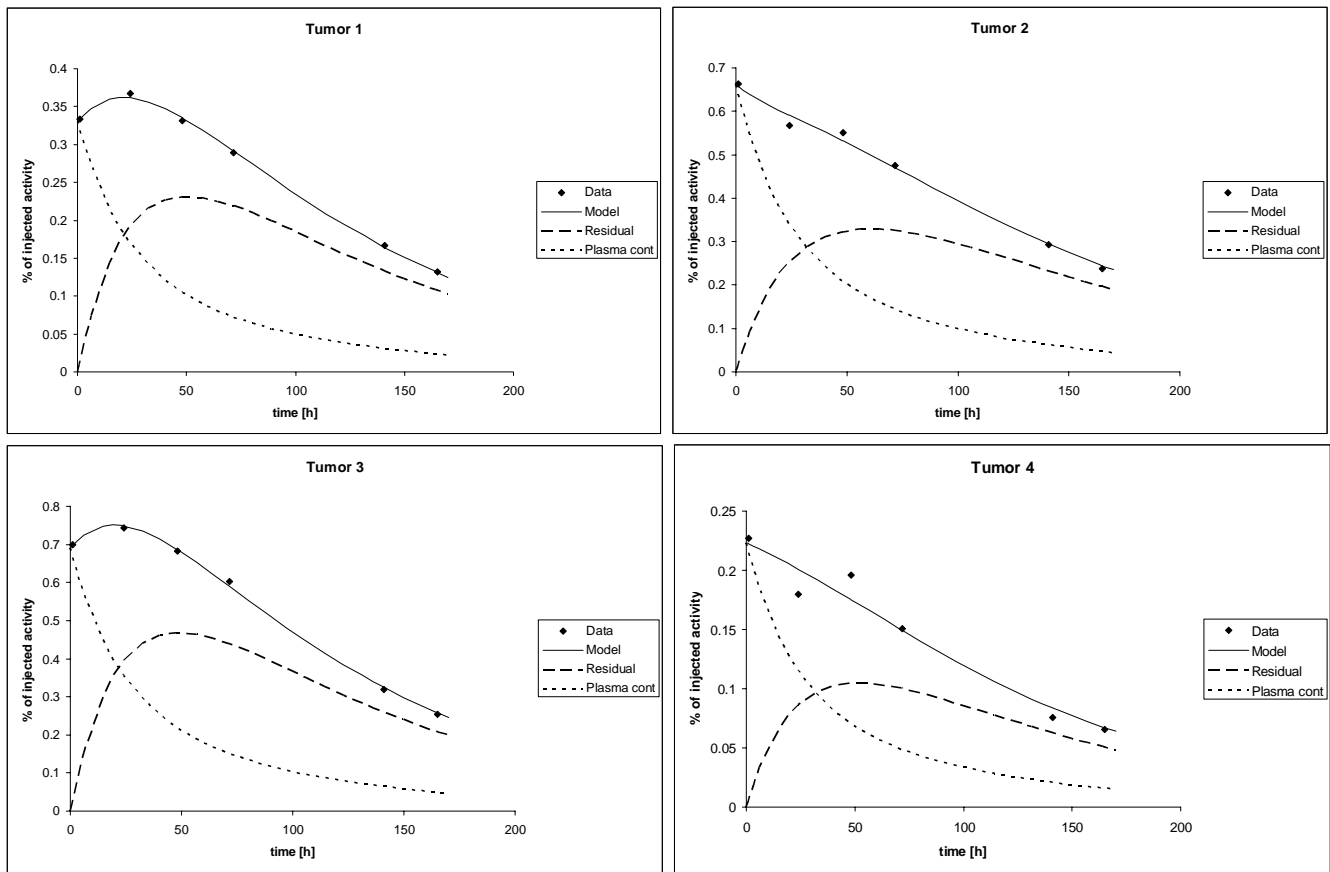 Tumor 1
0.4
0.35
0.3
0.25
0.2
0.15
0.1
0.05
0
% of injected activity
0 50 100 150 200
time [h]
Data
Model
Residual
Plasma cont
Tumor 2
0.7
0.6
0.5
0.4
0.3
0.2
0.1
0
% of injected activity
0 50 100 150 200
time [h]
Data
Model
Residual
Plasma cont
Tumor 3
0.8
0.7
0.6
0.5
0.4
0.3
0.2
0.1
0
% of injected activity
0 50 100 150 200
time [h]
Data
Model
Residual
Plasma cont
Tumor 4
0.25
0.2
0.15
0.1
0.05
0
% of injected activity
0 50 100 150 200
time [h]
Data
Model
Residual
Plasma cont